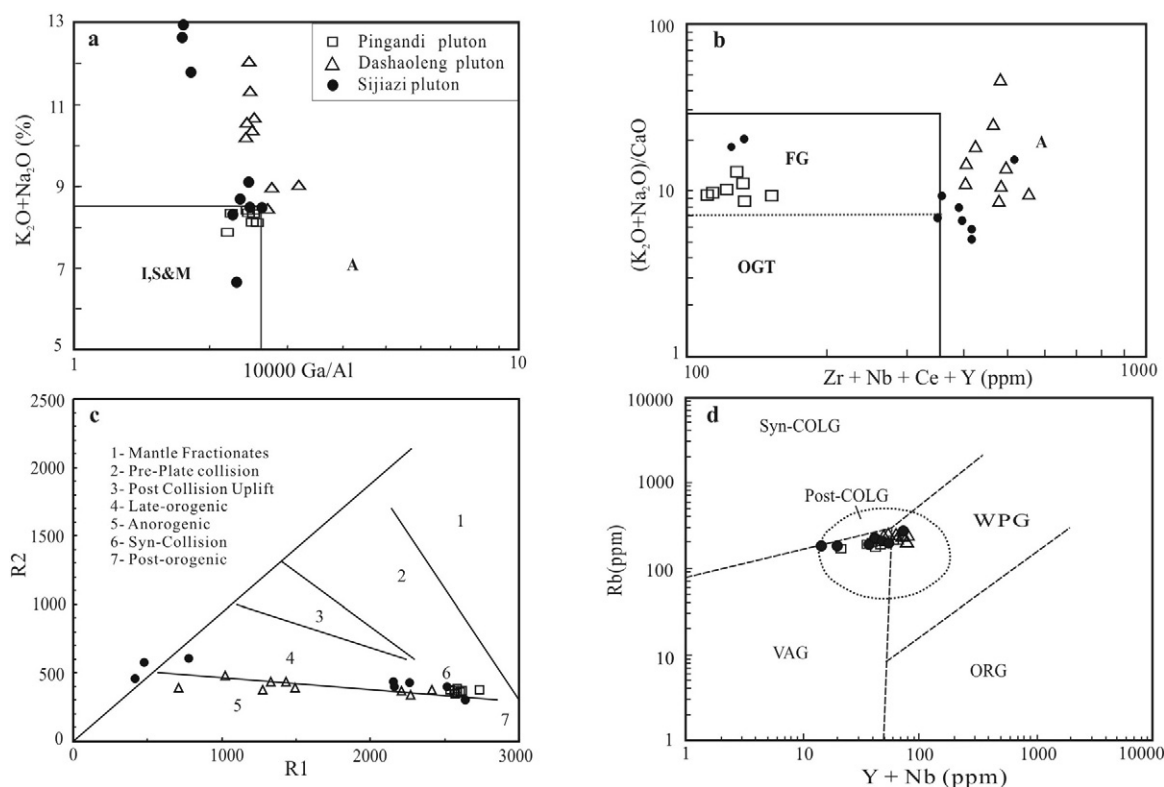 a
13
11
9
7
5
K₂O+Na₂O (%)
Pingandi pluton
Dashaoleng pluton
Sijiazi pluton
I,S&M
A
1
10000 Ga/Al
10
b
100
10
1
(K₂O+Na₂O)/CaO
FG
A
OGT
100
Zr + Nb + Ce + Y (ppm)
1000
c
2500
2000
1500
1000
500
0
R2
1- Mantle Fractionates
2- Pre-Plate collision
3- Post Collision Uplift
4- Late-orogenic
5- Anorogenic
6- Syn-Collision
7- Post-orogenic
1
2
3
4
6
5
7
0
1000
2000
3000
R1
d
10000
1000
100
10
1
Rb(ppm)
Syn-COLG
Post-COLG
WPG
VAG
ORG
1
10
100
1000
10000
Y + Nb (ppm)